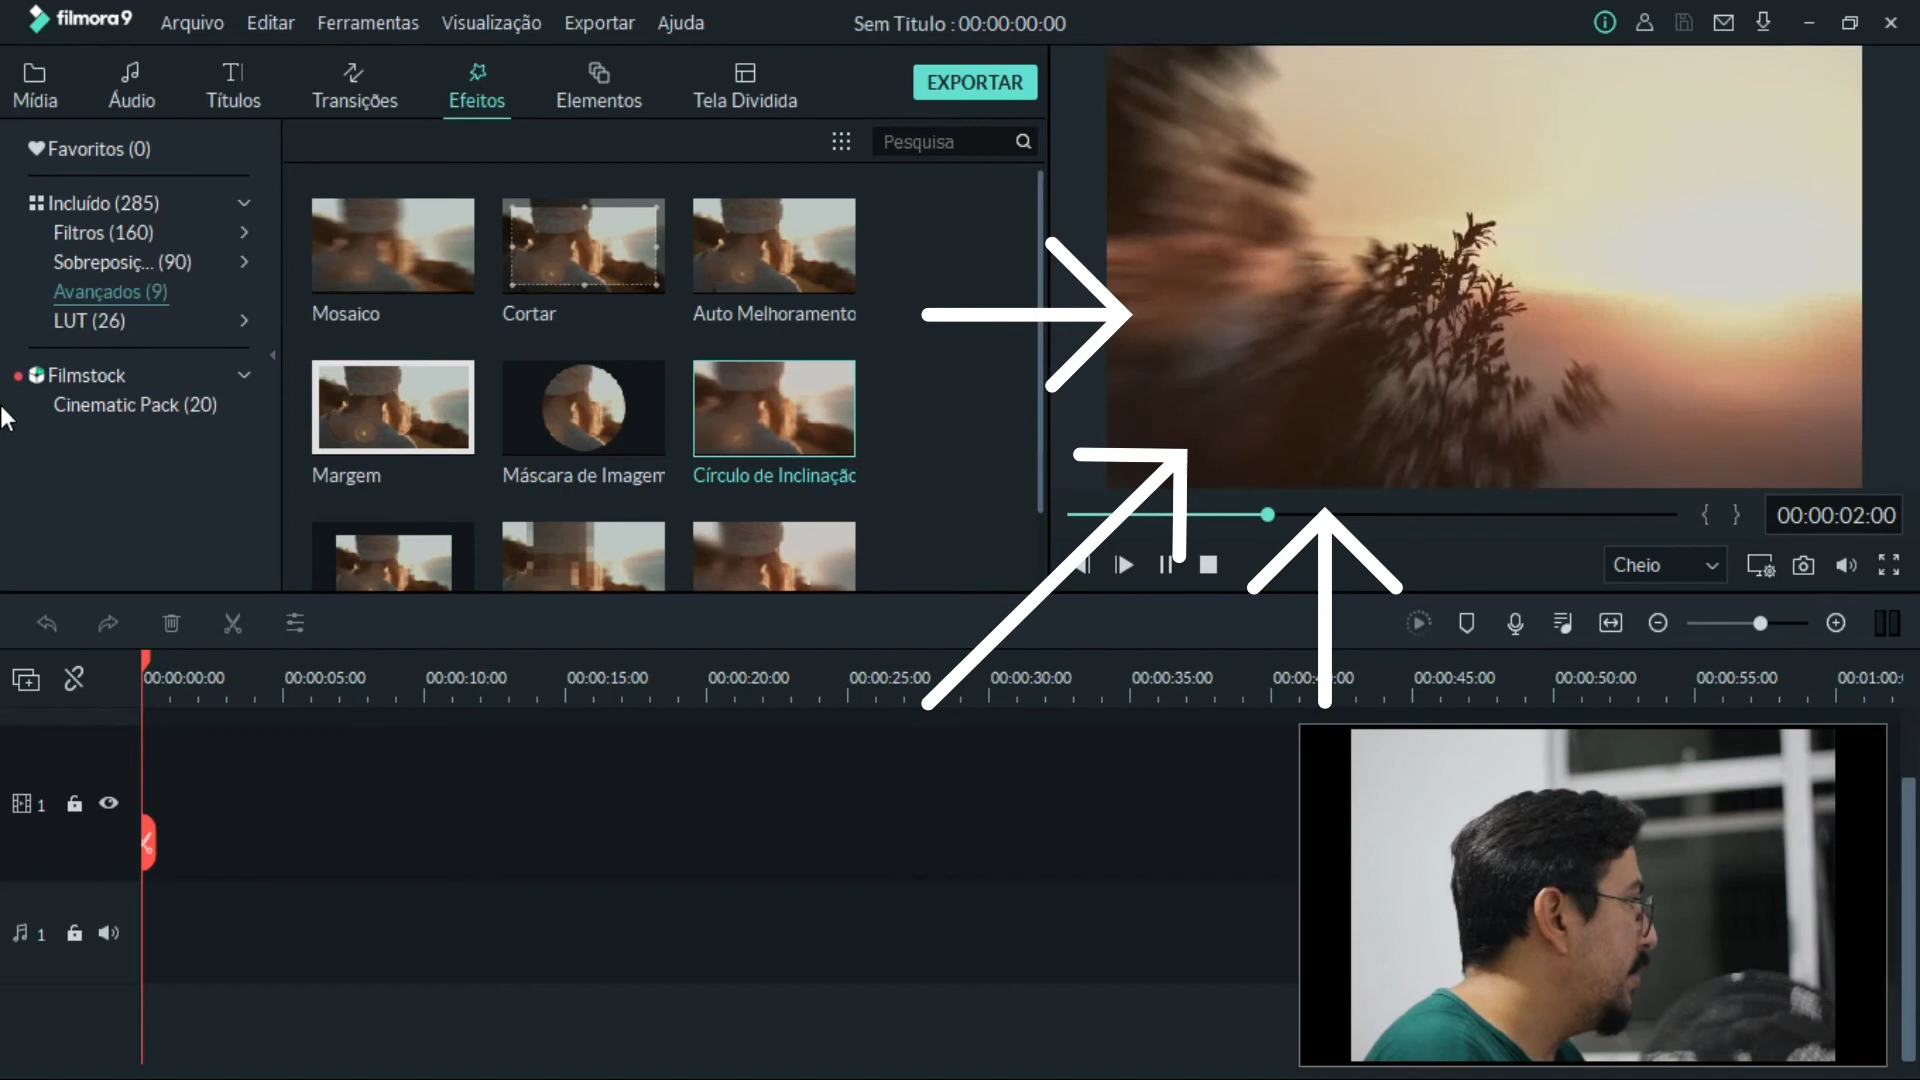 filmora9
Arquivo Editar Ferramentas Visualização Exportar Ajuda
Sem Titulo : 00:00:00:00
Mídia Áudio Títulos Transições Efeitos Elementos Tela Dividida
EXPORTAR
Favoritos (0)
Pesquisa
Incluído (285)
Filtros (160)
Sobreposiç... (90)
Avançados (9)
LUT (26)
Filmstock
Cinematic Pack (20)
Mosaico Cortar Auto Melhoramento
Margem Máscara de Imagem Círculo de Inclinação
{ } 00:00:02:00
Cheio
00:00:00:00 00:00:05:00 00:00:10:00 00:00:15:00 00:00:20:00 00:00:25:00 00:00:30:00 00:00:35:00 00:00:45:00 00:00:50:00 00:00:55:00 00:01:00:
1
1